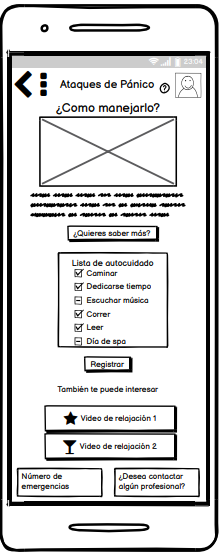 23:04
Ataques de Pánico ?
¿Como manejarlo?
¿Quieres saber más?
Lista de autocuidado
Caminar
Dedicarse tiempo
Escuchar música
Correr
Leer
Día de spa
Registrar
También te puede interesar
Video de relajación 1
Video de relajación 2
Número de
emergencias
¿Desea contactar
algún profesional?